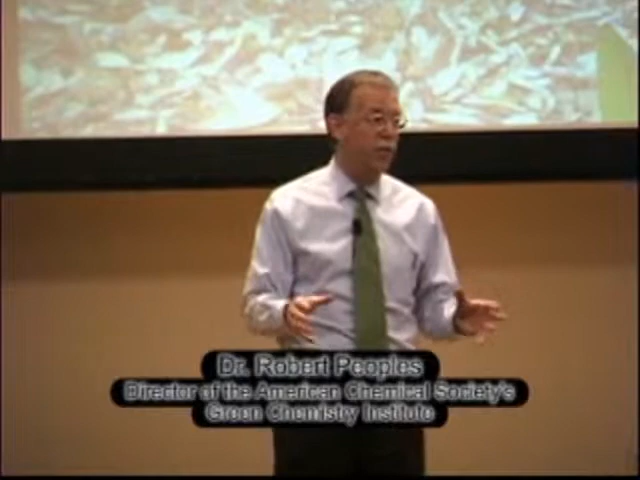 Dr. Robert Peoples
Director of the American Chemical Society's
Green Chemistry Institute